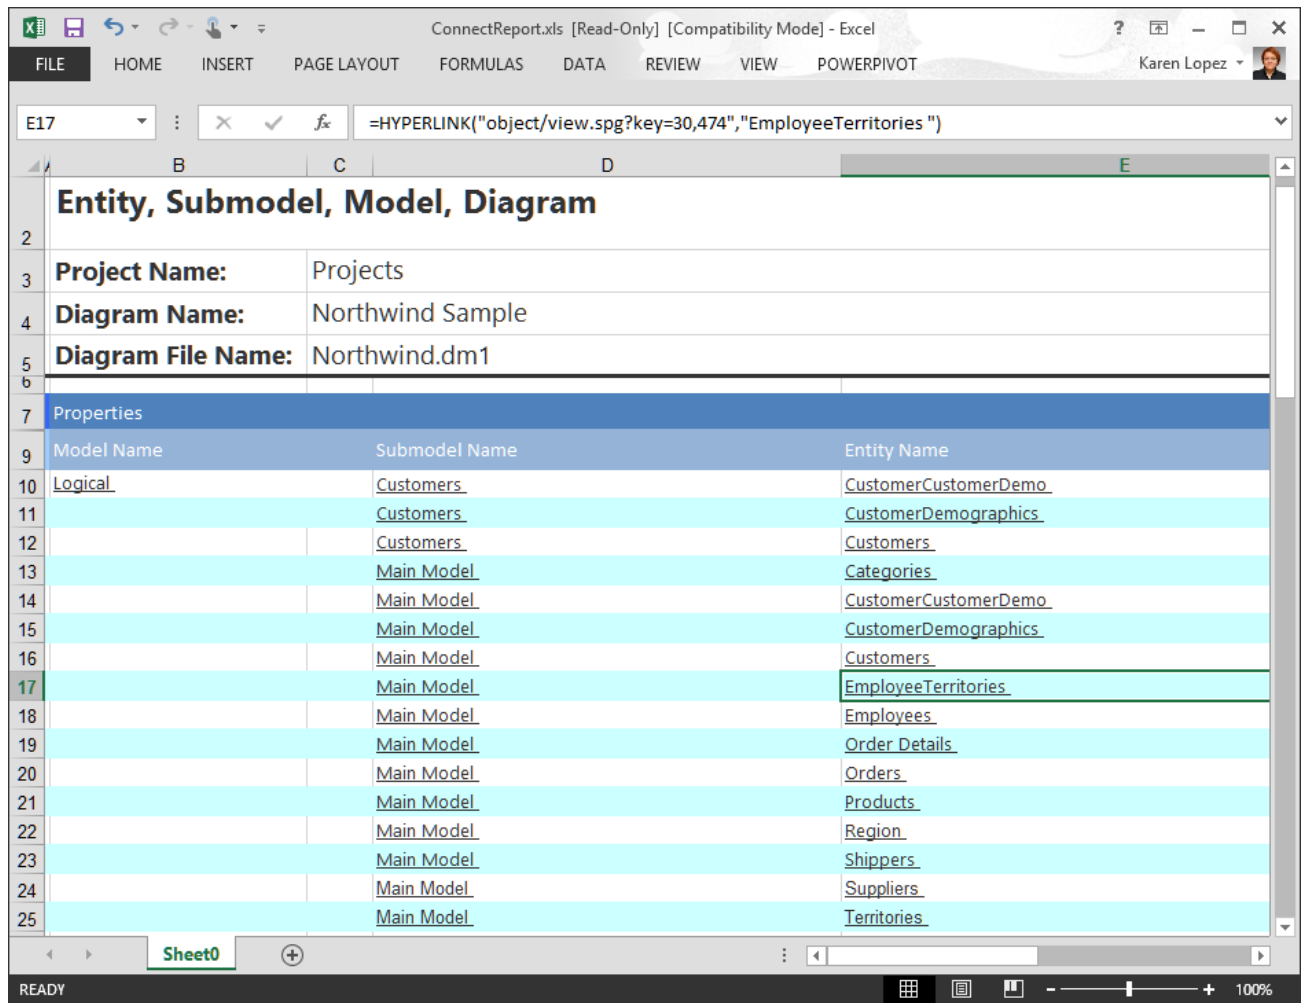 ConnectReport.xls [Read-Only] [Compatibility Mode] - Excel ?
FILE HOME INSERT PAGE LAYOUT FORMULAS DATA REVIEW VIEW POWERPIVOT Karen Lopez
E17 fx =HYPERLINK("object/view.spg?key=30,474","EmployeeTerritories ")
A B C D E
2 Entity, Submodel, Model, Diagram
3 Project Name: Projects
4 Diagram Name: Northwind Sample
5 Diagram File Name: Northwind.dm1
6
7 Properties
9 Model Name Submodel Name Entity Name
10 Logical Customers CustomerCustomerDemo
11 Customers CustomerDemographics
12 Customers Customers
13 Main Model Categories
14 Main Model CustomerCustomerDemo
15 Main Model CustomerDemographics
16 Main Model Customers
17 Main Model EmployeeTerritories
18 Main Model Employees
19 Main Model Order Details
20 Main Model Orders
21 Main Model Products
22 Main Model Region
23 Main Model Shippers
24 Main Model Suppliers
25 Main Model Territories
Sheet0
READY 100%